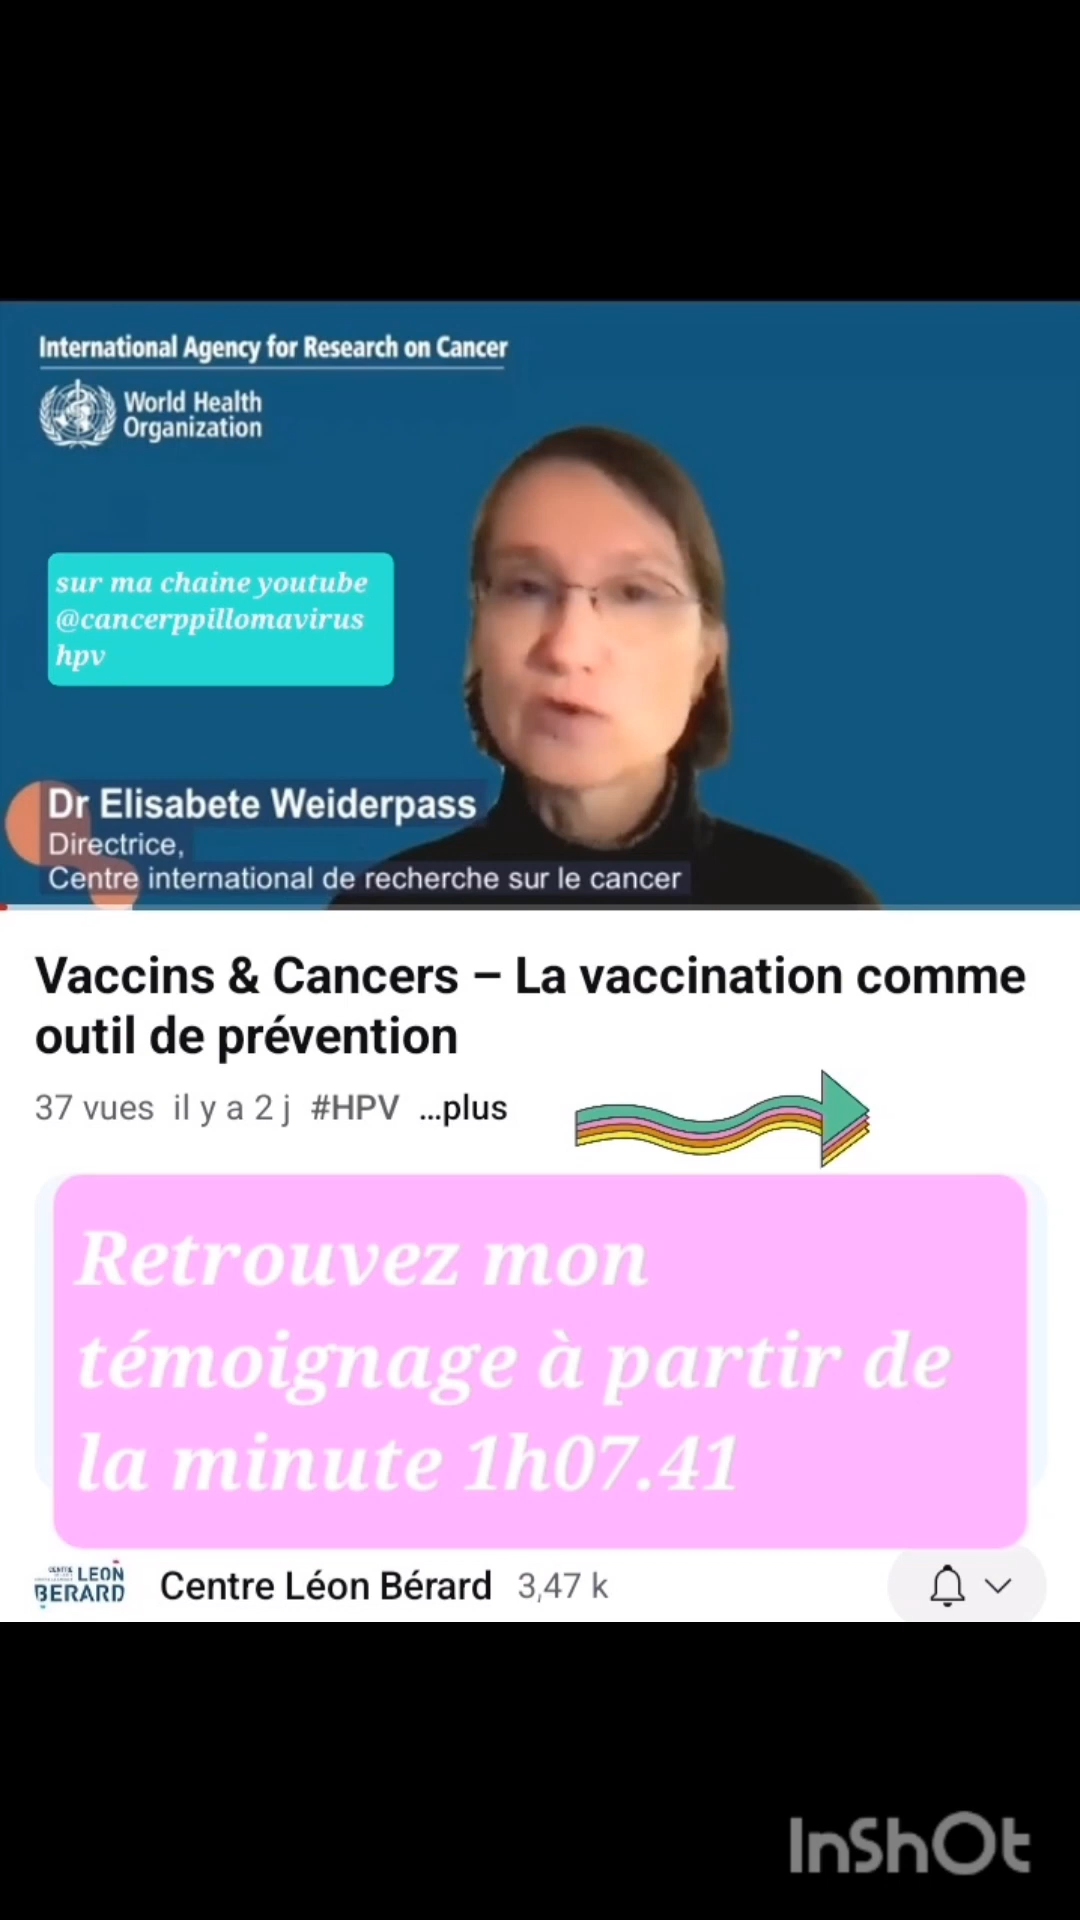 International Agency for Research on Cancer
World Health
Organization
sur ma chaine youtube
@cancerppillomavirus
hpv
Dr Elisabete Weiderpass
Directrice,
Centre international de recherche sur le cancer
Vaccins & Cancers – La vaccination comme
outil de prévention
37 vues il y a 2 j #HPV ...plus
Retrouvez mon
témoignage à partir de
la minute 1h07.41
CENTRE
LEON
BERARD
Centre Léon Bérard 3,47 k
InShOt